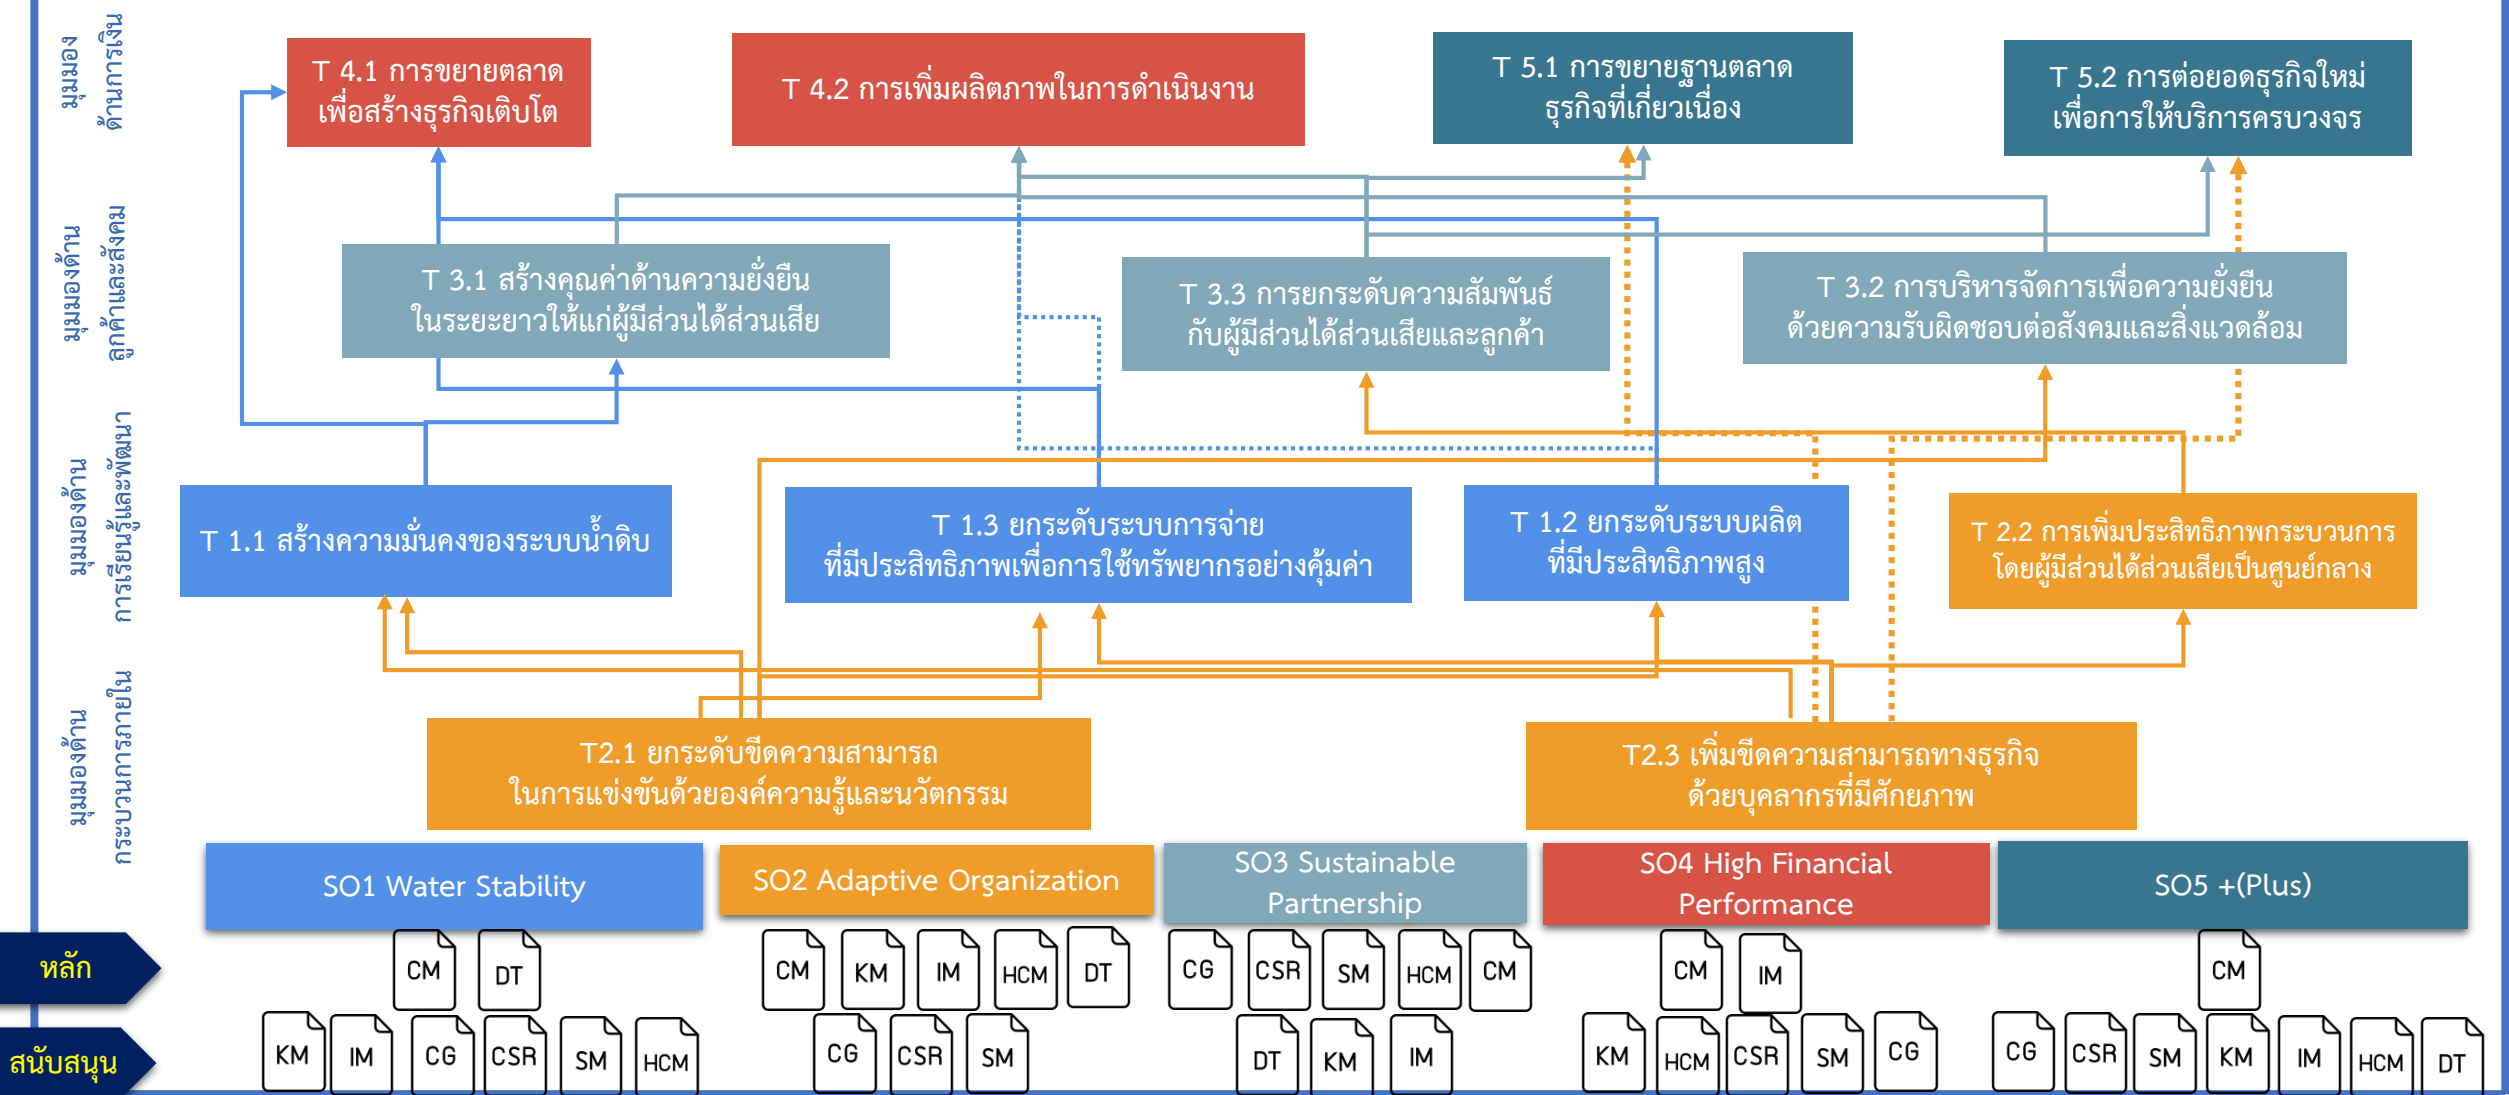 มุมมอง
ด้านการเงิน
T 4.1 การขยายตลาด
เพื่อสร้างธุรกิจเติบโต
T 4.2 การเพิ่มผลิตภาพในการดำเนินงาน
T 5.1 การขยายฐานตลาด
ธุรกิจที่เกี่ยวเนื่อง
T 5.2 การต่อยอดธุรกิจใหม่
เพื่อการให้บริการครบวงจร
มุมมองด้าน
ลูกค้าและสังคม
T 3.1 สร้างคุณค่าด้านความยั่งยืน
ในระยะยาวให้แก่ผู้มีส่วนได้ส่วนเสีย
T 3.3 การยกระดับความสัมพันธ์
กับผู้มีส่วนได้ส่วนเสียและลูกค้า
T 3.2 การบริหารจัดการเพื่อความยั่งยืน
ด้วยความรับผิดชอบต่อสังคมและสิ่งแวดล้อม
มุมมองด้าน
การเรียนรู้และพัฒนา
T 1.1 สร้างความมั่นคงของระบบน้ำดิบ
T 1.3 ยกระดับระบบการจ่าย
ที่มีประสิทธิภาพเพื่อการใช้ทรัพยากรอย่างคุ้มค่า
T 1.2 ยกระดับระบบผลิต
ที่มีประสิทธิภาพสูง
T 2.2 การเพิ่มประสิทธิภาพกระบวนการ
โดยผู้มีส่วนได้ส่วนเสียเป็นศูนย์กลาง
มุมมองด้าน
กระบวนการภายใน
T2.1 ยกระดับขีดความสามารถ
ในการแข่งขันด้วยองค์ความรู้และนวัตกรรม
T2.3 เพิ่มขีดความสามารถทางธุรกิจ
ด้วยบุคลากรที่มีศักยภาพ
SO1 Water Stability
SO2 Adaptive Organization
SO3 Sustainable
Partnership
SO4 High Financial
Performance
SO5 +(Plus)
หลัก
CM DT
CM KM IM HCM DT
CG CSR SM HCM CM
CM IM
CM
สนับสนุน
KM IM CG CSR SM HCM
CG CSR SM
DT KM IM
KM HCM CSR SM CG
CG CSR SM KM IM HCM DT